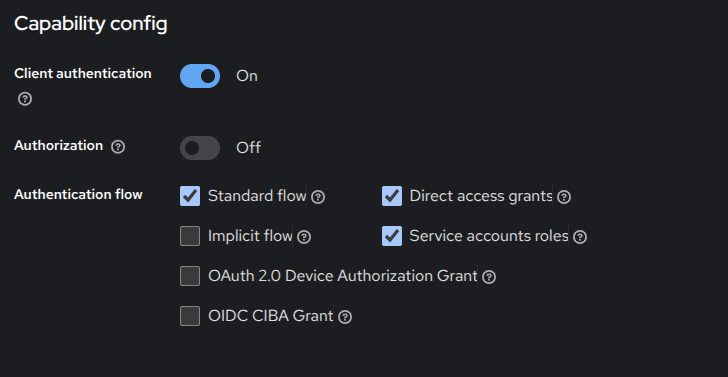 Capability config
Client authentication
On
Authorization
Off
Authentication flow
Standard flow
Direct access grants
Implicit flow
Service accounts roles
OAuth 2.0 Device Authorization Grant
OIDC CIBA Grant